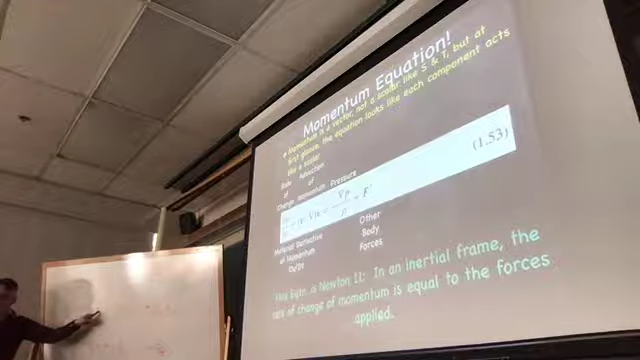 Momentum Equation!
Momentum is a vector, not a scalar like S & T, but at
first glance, the equation looks like each component acts
like a scalar
Rate Advection
of of
Change momentum Pressure
(1.53)
Material Derivative
of Momentum
Du/Dt
Other
Body
Forces
This eqtn is Newton II: In an inertial frame, the
rate of change of momentum is equal to the forces
applied.